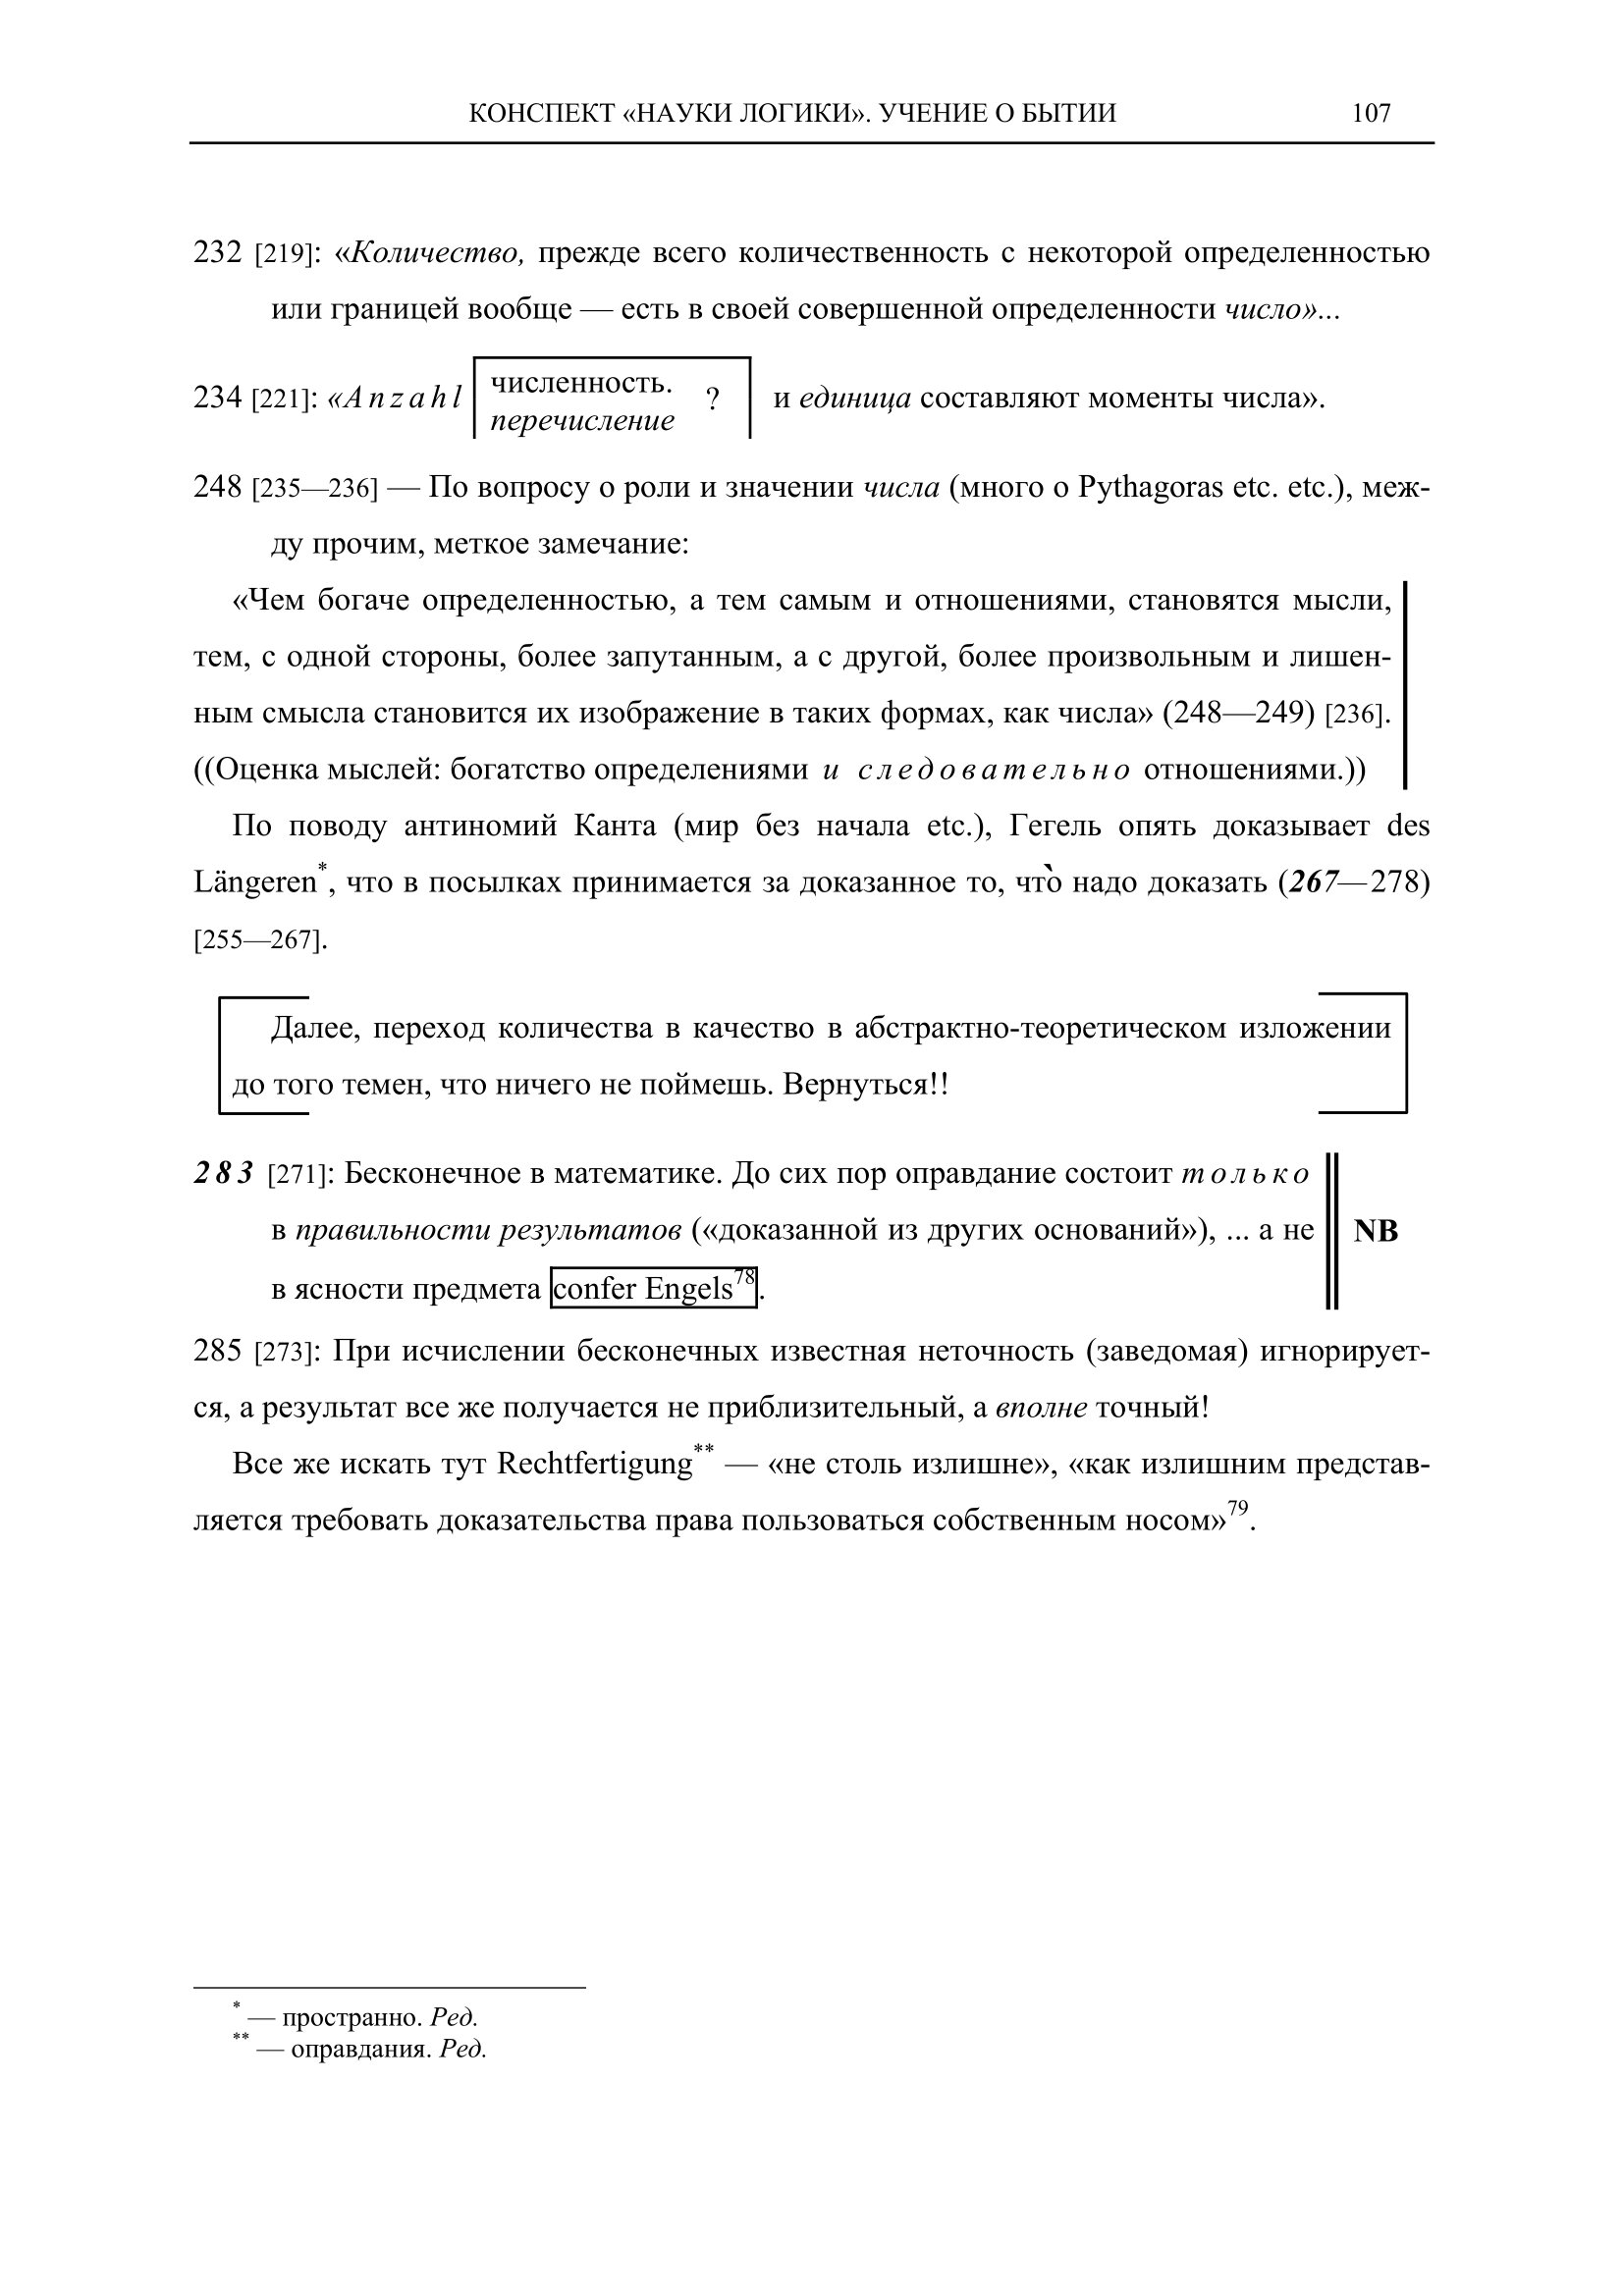 КОНСПЕКТ «НАУКИ ЛОГИКИ». УЧЕНИЕ О БЫТИИ 107
232 [219]: «Количество, прежде всего количественность с некоторой определенностью
или границей вообще — есть в своей совершенной определенности число»...
234 [221]: «Anzahl численность. перечисление ? и единица составляют моменты числа».
248 [235—236] — По вопросу о роли и значении числа (много о Pythagoras etc. etc.), меж-
ду прочим, меткое замечание:
«Чем богаче определенностью, а тем самым и отношениями, становятся мысли,
тем, с одной стороны, более запутанным, а с другой, более произвольным и лишен-
ным смысла становится их изображение в таких формах, как числа» (248—249) [236].
((Оценка мыслей: богатство определениями и следовательно отношениями.))
По поводу антиномий Канта (мир без начала etc.), Гегель опять доказывает des
Längeren*, что в посылках принимается за доказанное то, что̀ надо доказать (267—278)
[255—267].
Далее, переход количества в качество в абстрактно-теоретическом изложении
до того темен, что ничего не поймешь. Вернуться!!
283 [271]: Бесконечное в математике. До сих пор оправдание состоит только
в правильности результатов («доказанной из других оснований»), ... а не NB
в ясности предмета confer Engels78.
285 [273]: При исчислении бесконечных известная неточность (заведомая) игнорирует-
ся, а результат все же получается не приблизительный, а вполне точный!
Все же искать тут Rechtfertigung** — «не столь излишне», «как излишним представ-
ляется требовать доказательства права пользоваться собственным носом»79.
* — пространно. Ред.
** — оправдания. Ред.